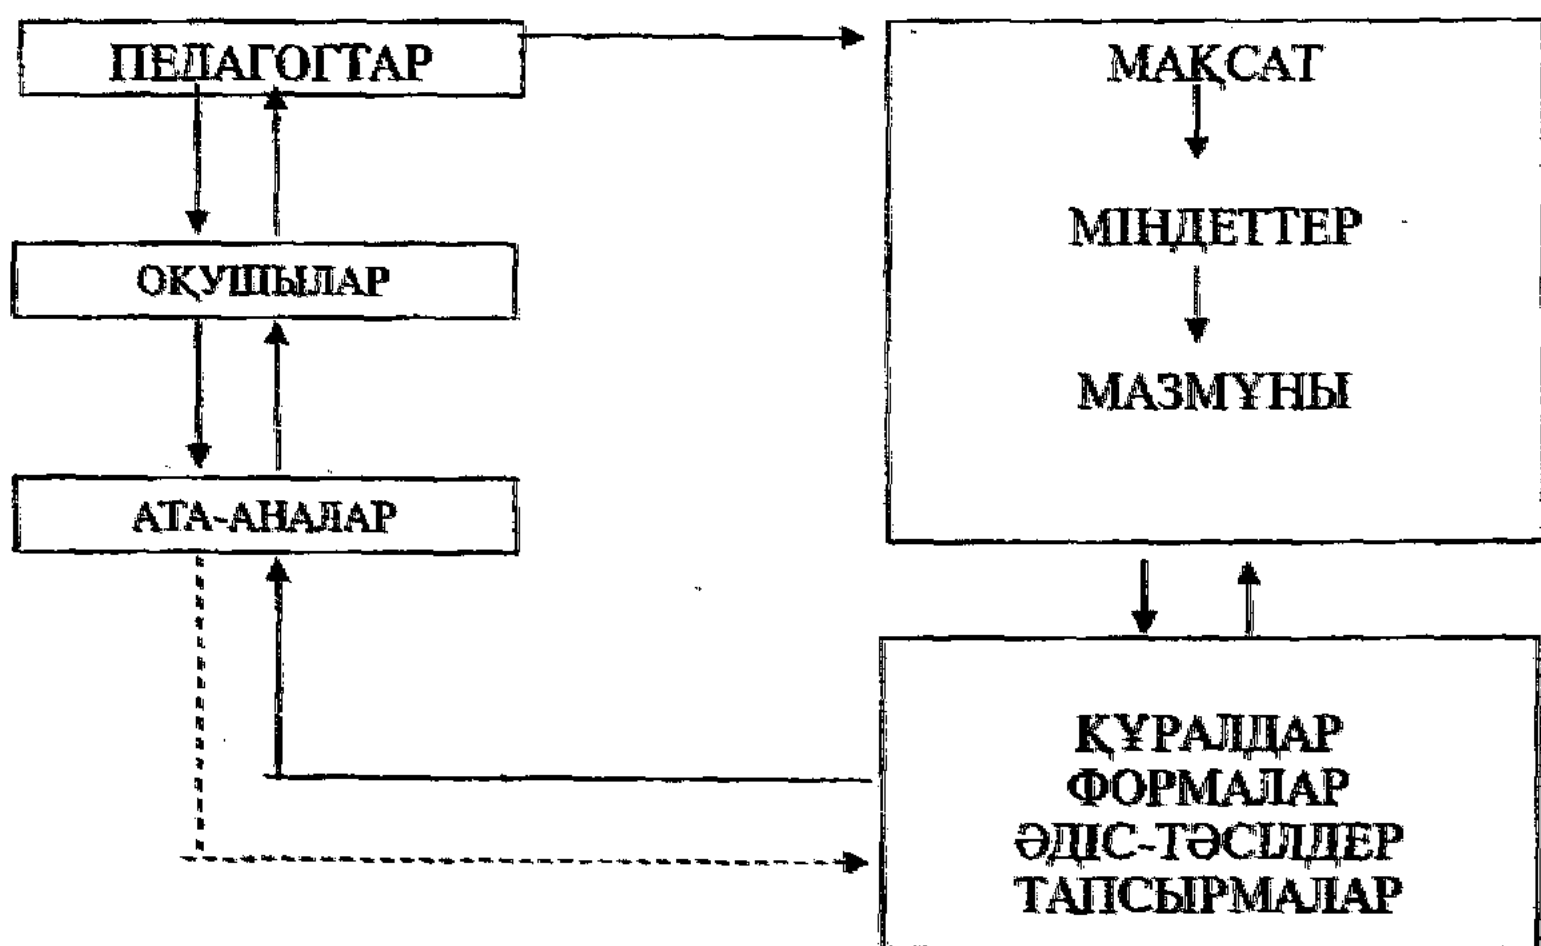 ПЕДАГОГТАР
ОҚУШЫЛАР
АТА-АНАЛАР
МАҚСАТ
МІНДЕТТЕР
МАЗМҰНЫ
ҚҰРАЛДАР
ФОРМАЛАР
ӘДІС-ТӘСІЛДЕР
ТАПСЫРМАЛАР